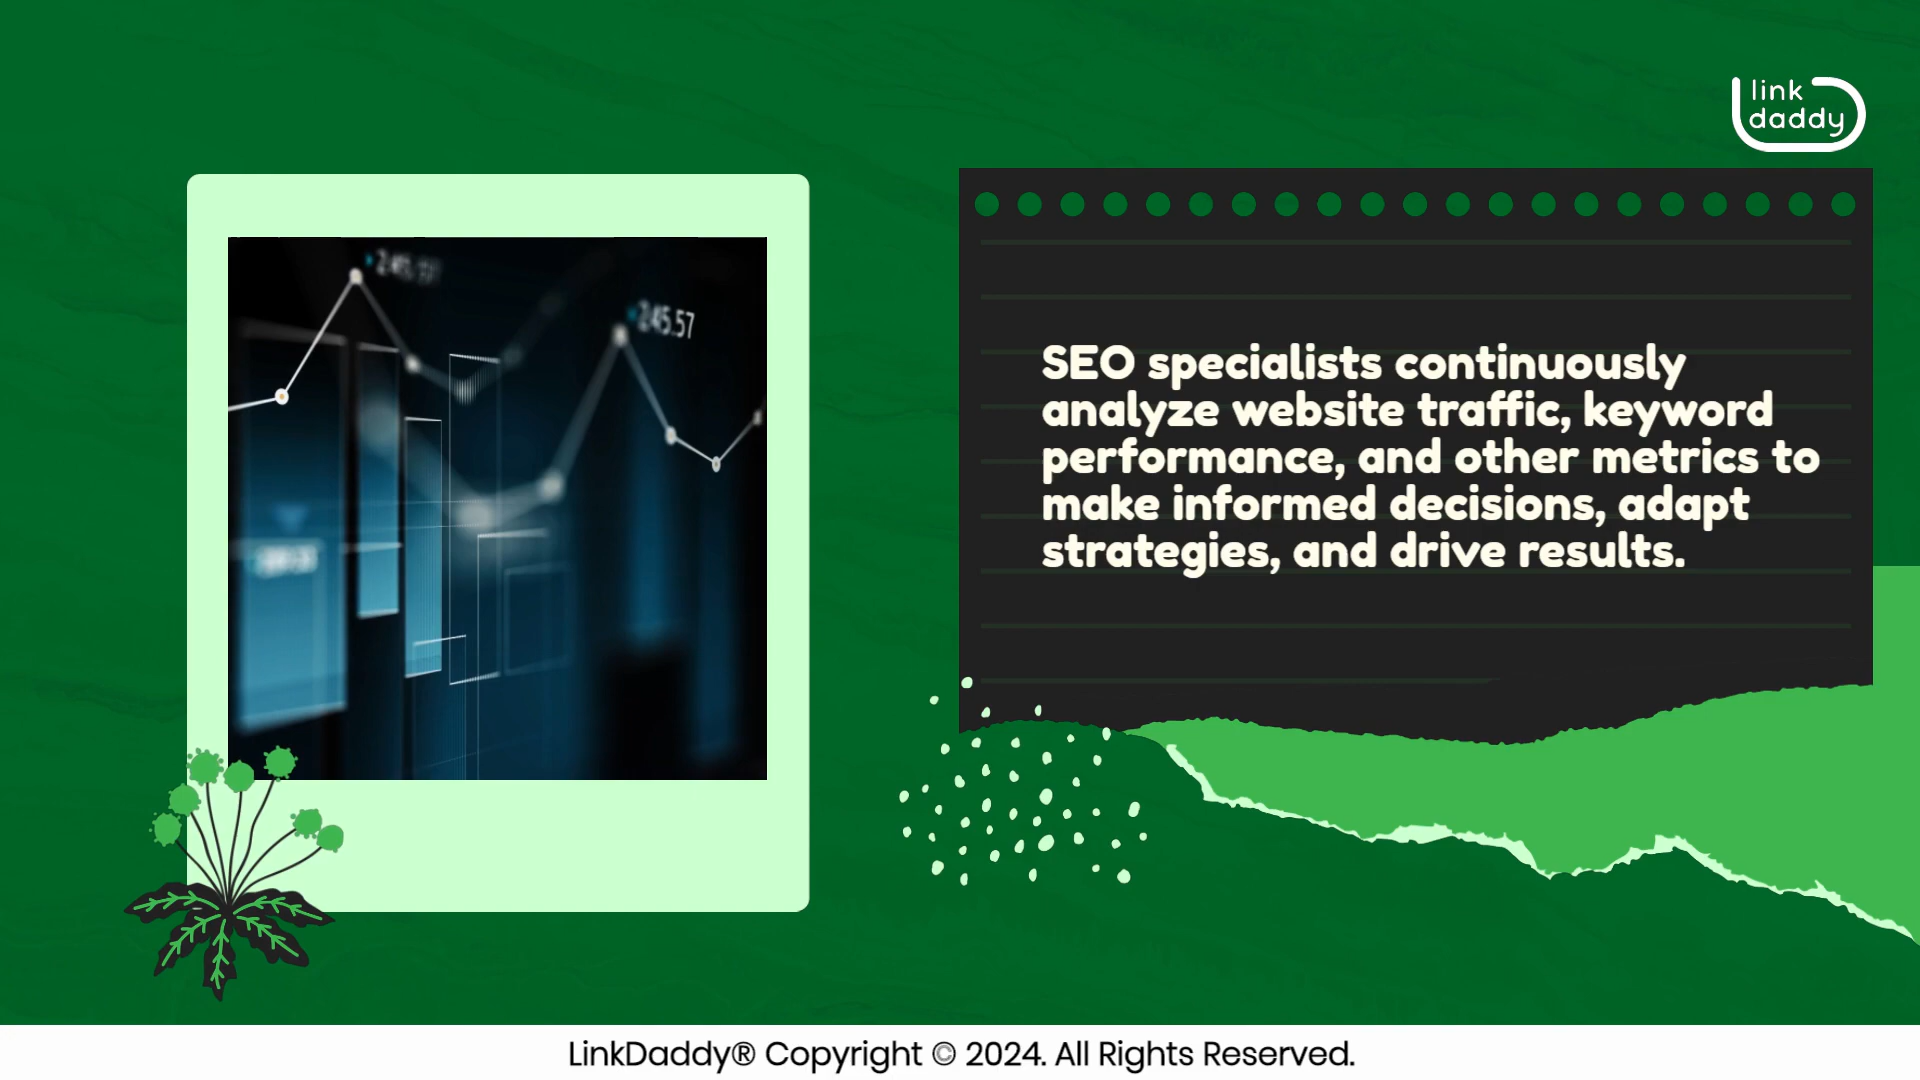 link
daddy
245.57
SEO specialists continuously
analyze website traffic, keyword
performance, and other metrics to
make informed decisions, adapt
strategies, and drive results.
LinkDaddy® Copyright © 2024. All Rights Reserved.